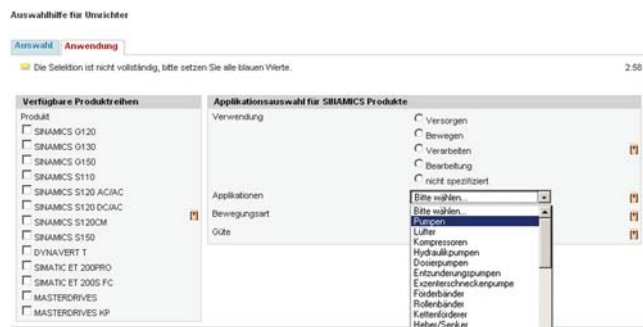 Auswahlhilfe für Umrichter
Auswahl Anwendung
Die Selektion ist nicht vollständig, bitte setzen Sie alle blauen Werte.
2:58
Verfügbare Produktreihen
Produkt
SINAMICS G120
SINAMICS G130
SINAMICS G150
SINAMICS S110
SINAMICS S120 AC/AC
SINAMICS S120 DC/AC
SINAMICS S120CM
SINAMICS S150
DYNAVERT T
SIMATIC ET 200PRO
SIMATIC ET 200S FC
MASTERDRIVES
MASTERDRIVES KP
[*]
Applikationsauswahl für SINAMICS Produkte
Verwendung
Versorgen
Bewegen
Verarbeiten
Bearbeitung
nicht spezifiziert
[*]
Applikationen
Bitte wählen...
[*]
Bewegungsart
[*]
Güte
[*]
Bitte wählen...
Pumpen
Lüfter
Kompressoren
Hydraulikpumpen
Dosierpumpen
Entzunderungspumpen
Exzenterschneckenpumpe
Förderbänder
Rollenbänder
Kettenförderer
Heber/Senker